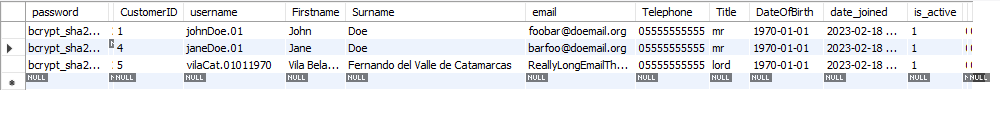 password CustomerID username Firstname Surname email Telephone Title DateOfBirth date_joined is_active
bcrypt_sha2... 1 johnDoe.01 John Doe foobar@doemail.org 05555555555 mr 1970-01-01 2023-02-18 ... 1
bcrypt_sha2... 4 janeDoe.01 Jane Doe barfoo@doemail.org 05555555555 mr 1970-01-01 2023-02-18 ... 1
bcrypt_sha2... 5 vilaCat.01011970 Vila Bela... Fernando del Valle de Catamarcas ReallyLongEmailTh... 05555555555 lord 1970-01-01 2023-02-18 ... 1
NULL NULL NULL NULL NULL NULL NULL NULL NULL NULL NULL NULL